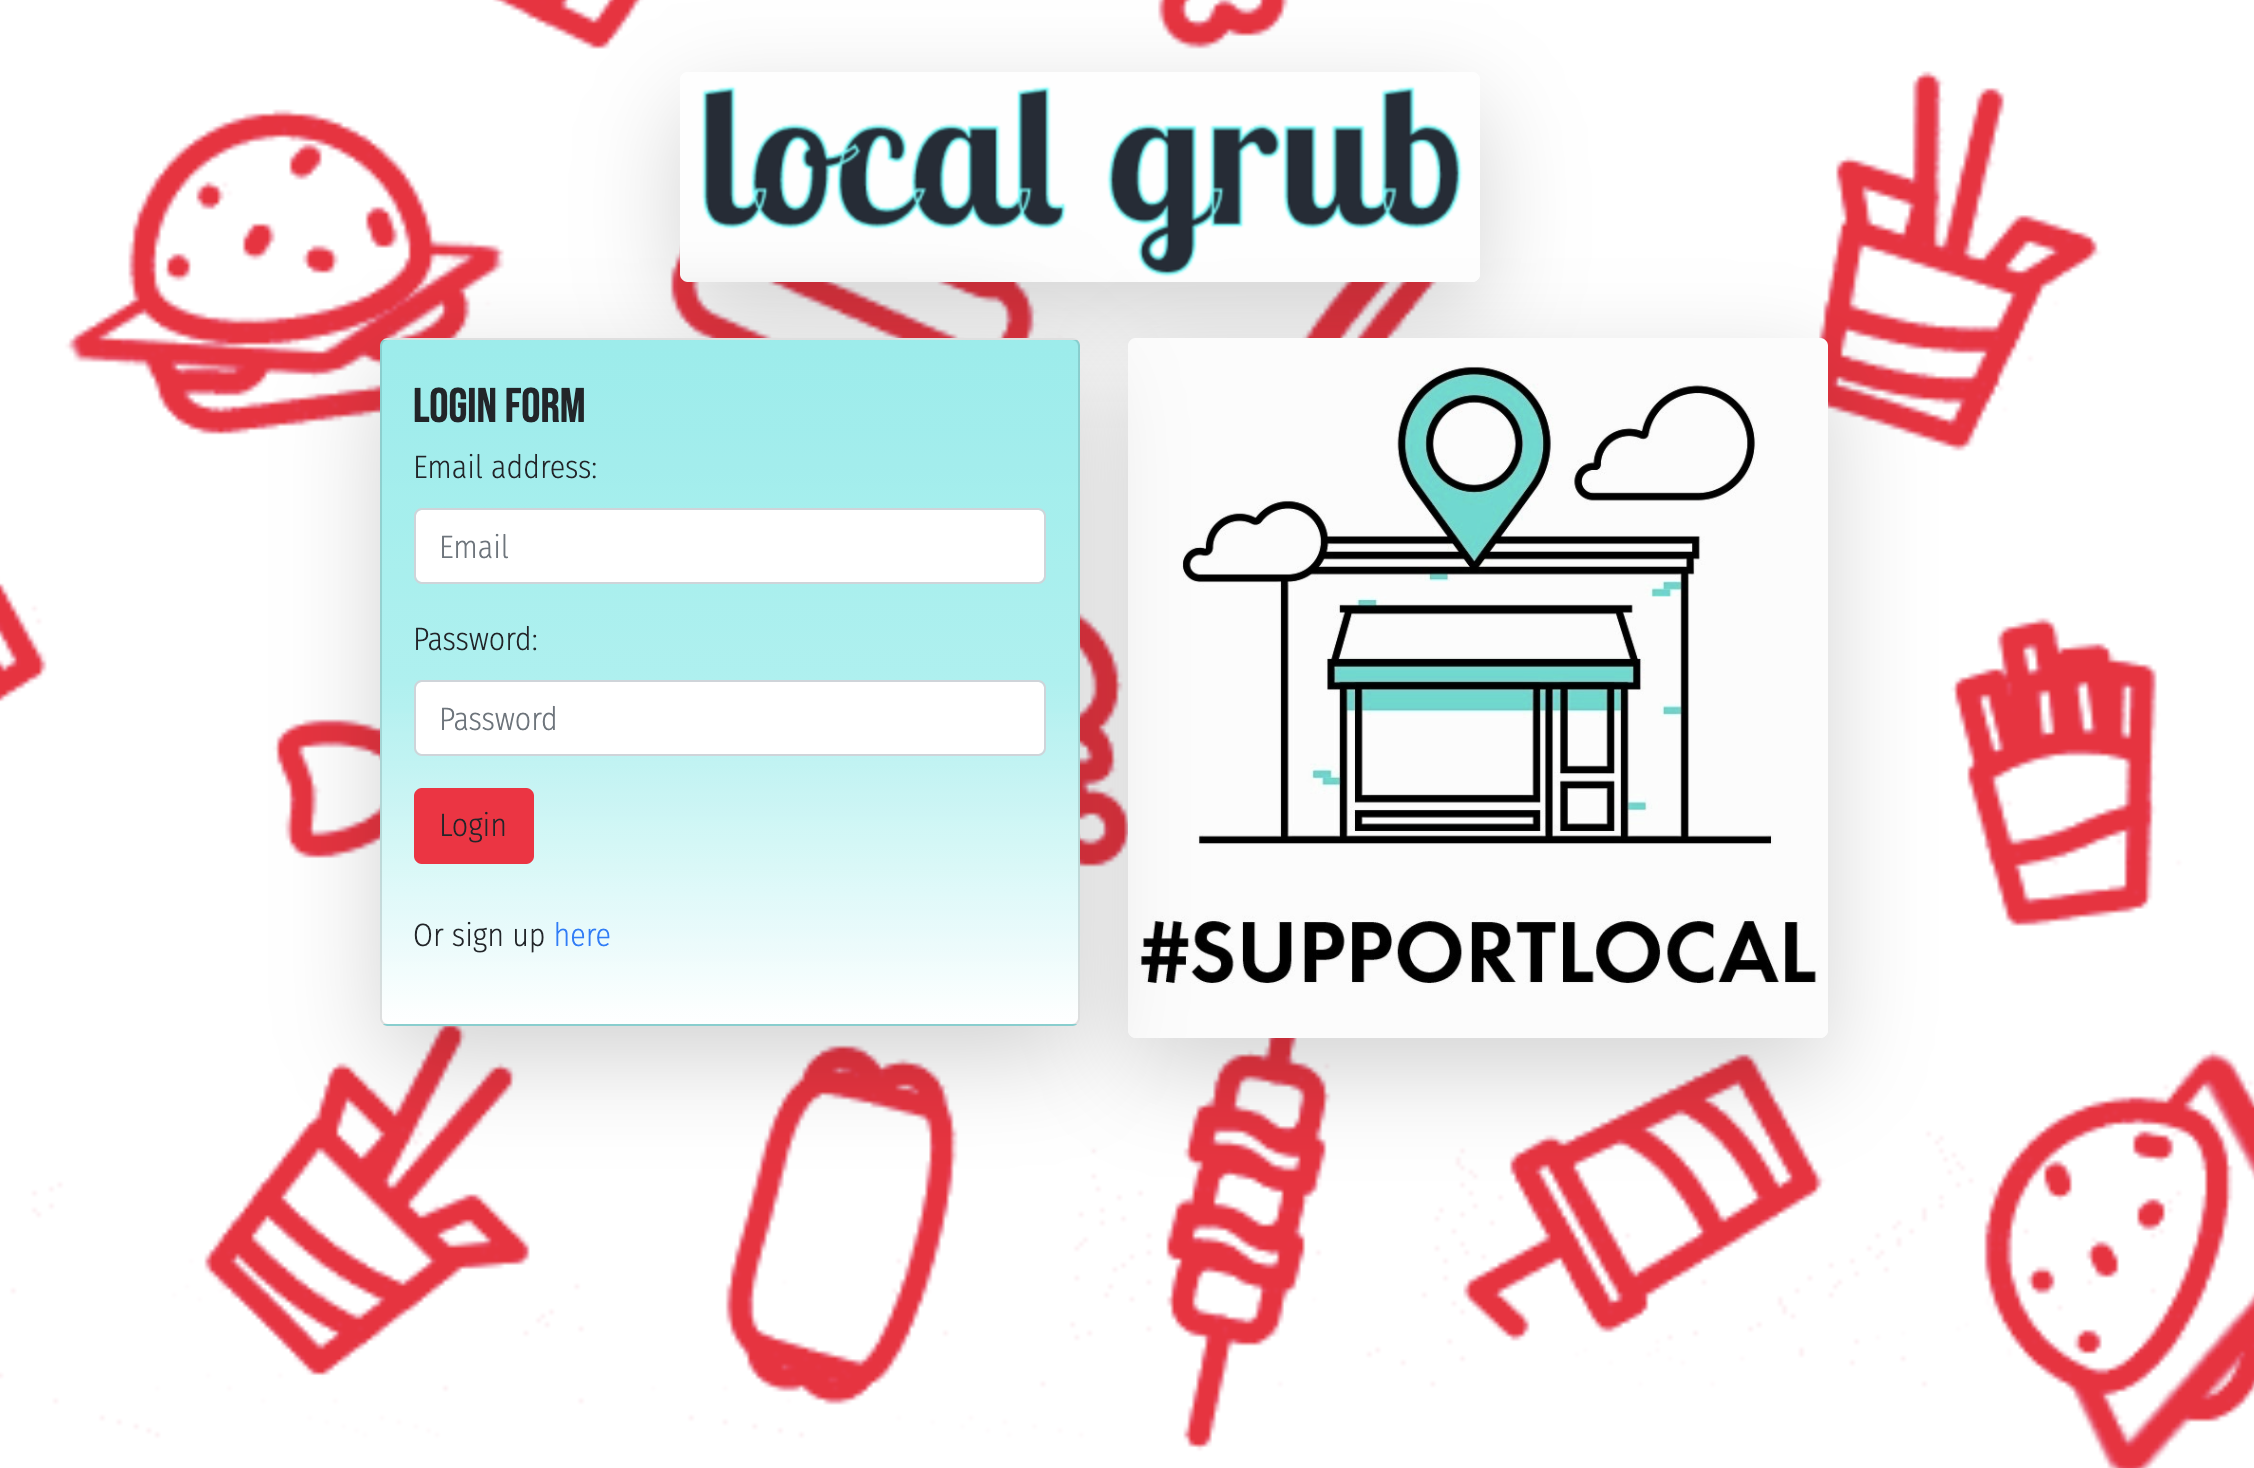 local grub
LOGIN FORM
Email address:
Email
Password:
Password
Login
Or sign up here
#SUPPORTLOCAL